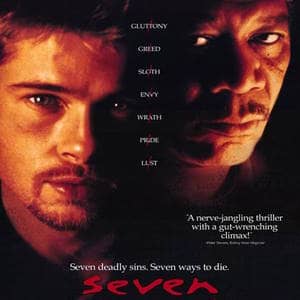 GLUTTONY
GREED
SLOTH
ENVY
WRATH
PRIDE
LUST
'A nerve-jangling thriller
with a gut-wrenching
climax!'
Seven deadly sins. Seven ways to die.
seven